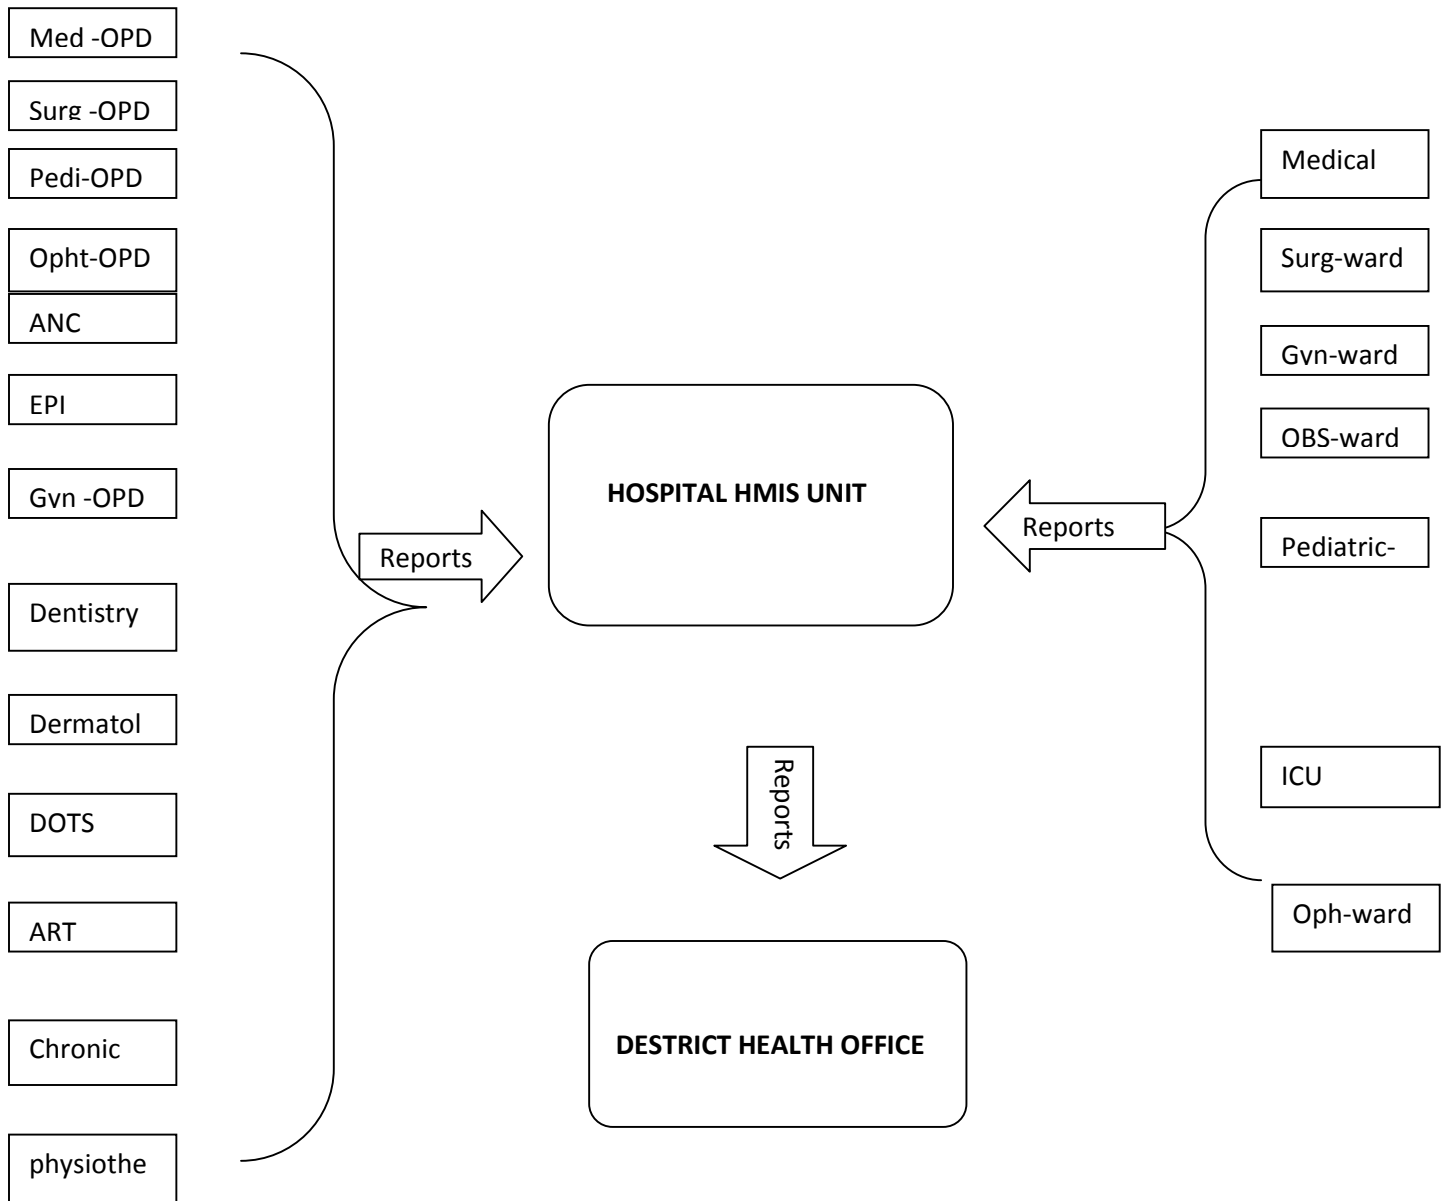 Med -OPD
Surg -OPD
Pedi-OPD
Opht-OPD
ANC
EPI
Gyn -OPD
Dentistry
Dermatol
DOTS
ART
Chronic
physiothe
Reports
HOSPITAL HMIS UNIT
Reports
Reports
DESTRICT HEALTH OFFICE
Medical
Surg-ward
Gyn-ward
OBS-ward
Pediatric-
ICU
Oph-ward